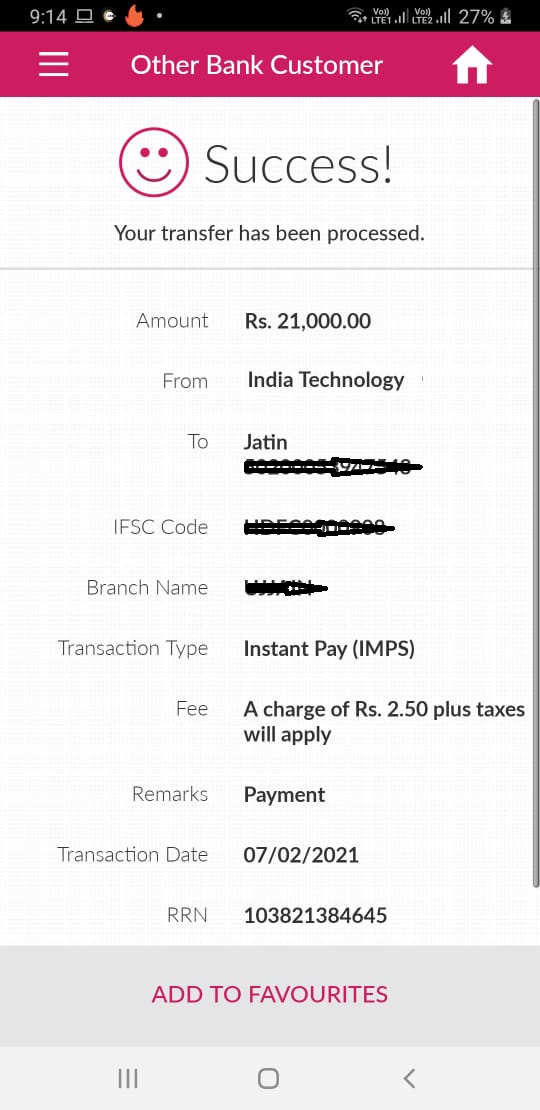 9:14
Vo)) LTE1 Vo)) LTE2 27%
Other Bank Customer
Success!
Your transfer has been processed.
Amount Rs. 21,000.00
From India Technology
To Jatin
IFSC Code
Branch Name
Transaction Type Instant Pay (IMPS)
Fee A charge of Rs. 2.50 plus taxes
will apply
Remarks Payment
Transaction Date 07/02/2021
RRN 103821384645
ADD TO FAVOURITES